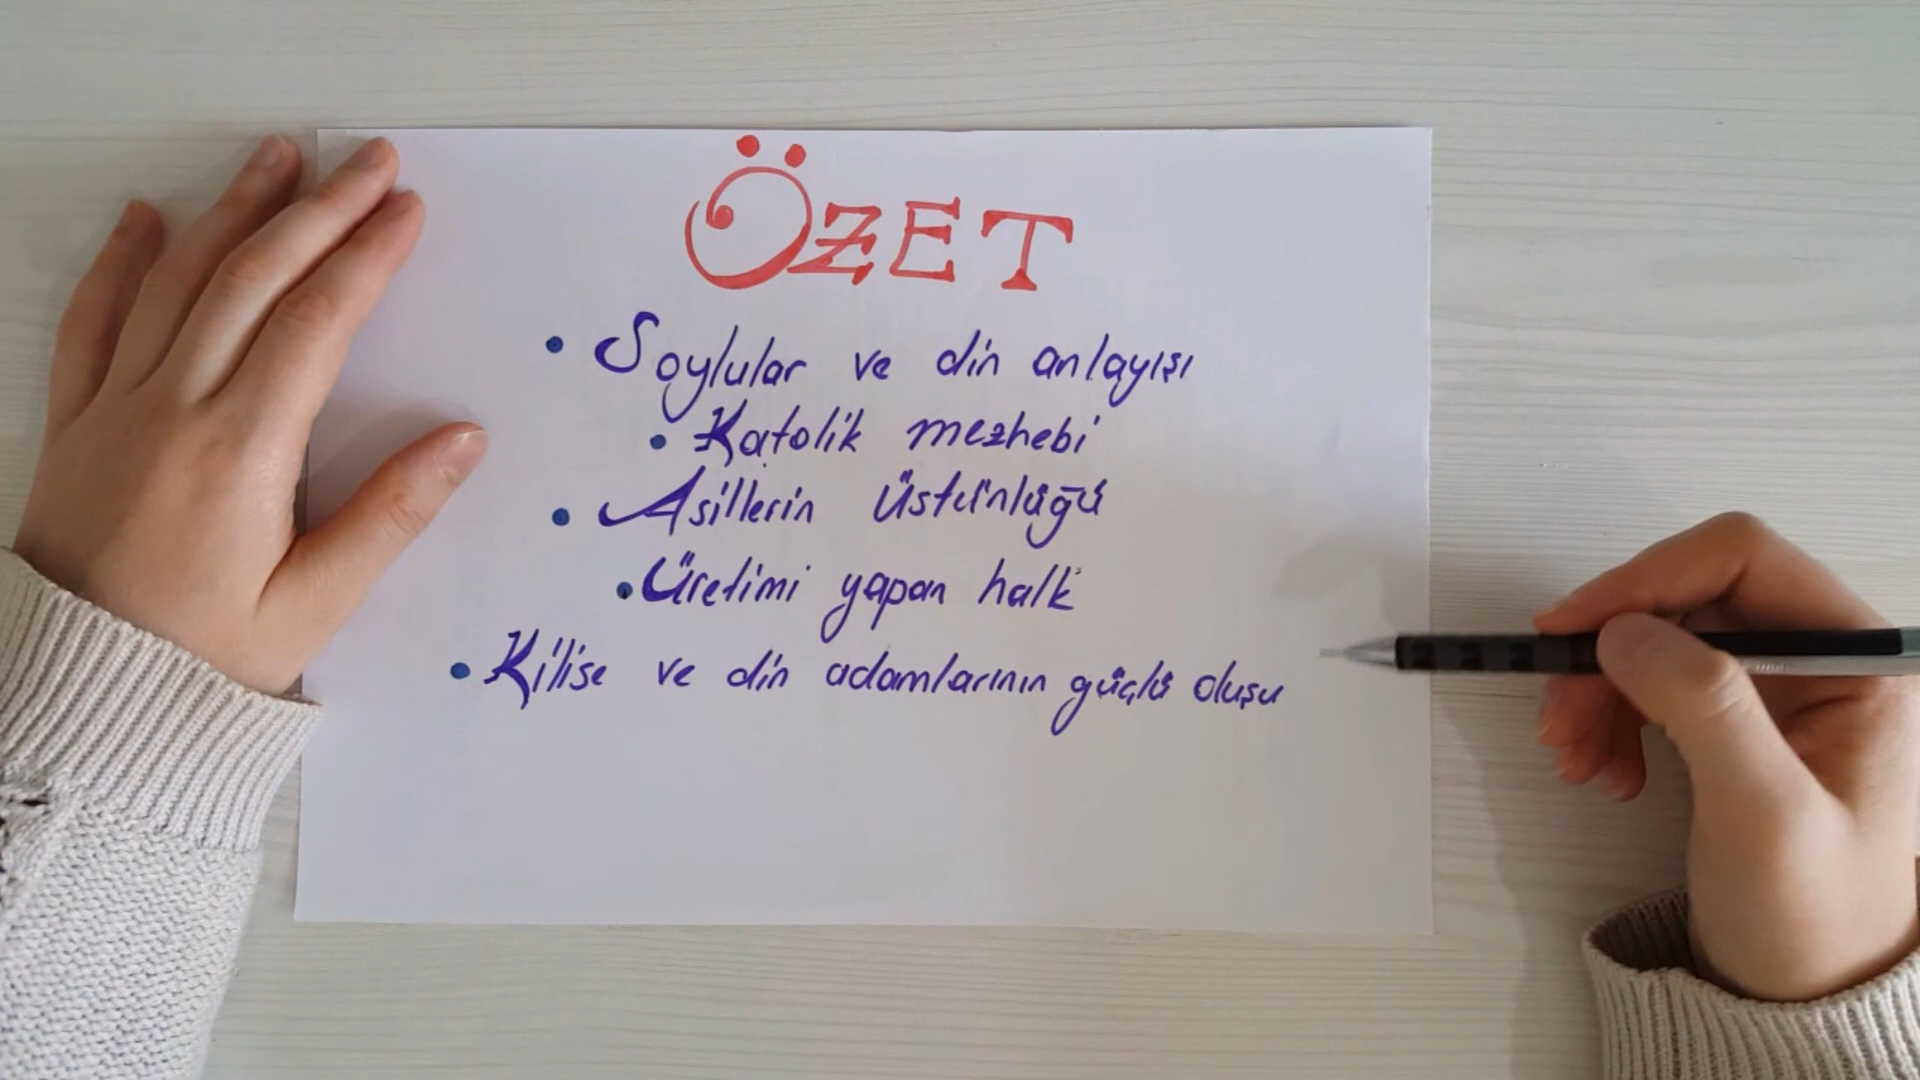 ÖZET
• Soylular ve din anlayışı
• Katolik mezhebi
• Asillerin Üstünlüğü
• Üretimi yapan halk
• Kilise ve din adamlarının güçlü oluşu